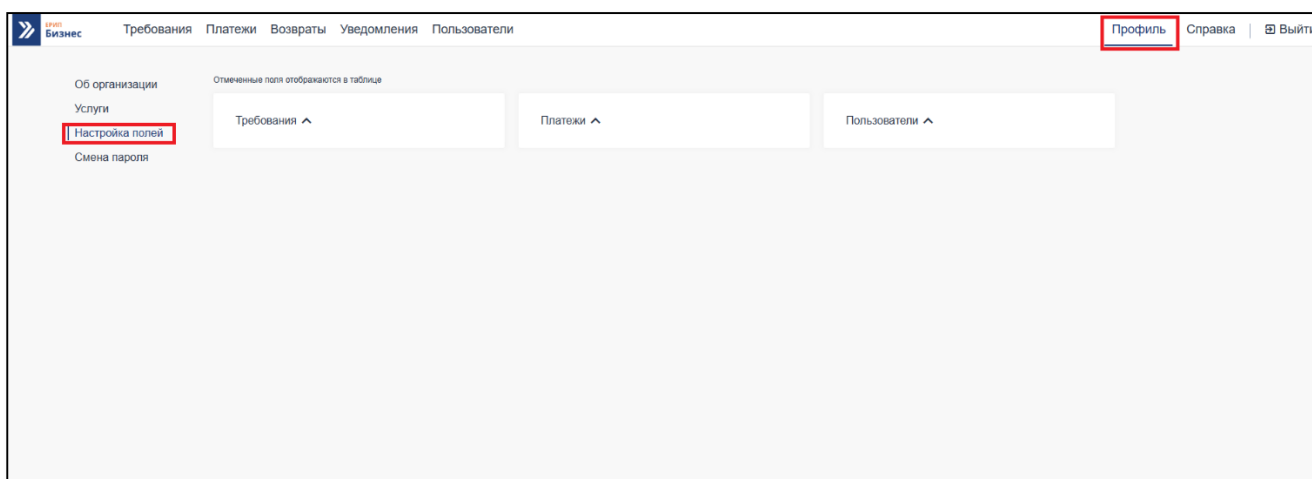 ЕРИП
Бизнес
Требования Платежи Возвраты Уведомления Пользователи
Профиль Справка | Выйти
Об организации
Услуги
Настройка полей
Смена пароля
Отмеченные поля отображаются в таблице
Требования
Платежи
Пользователи